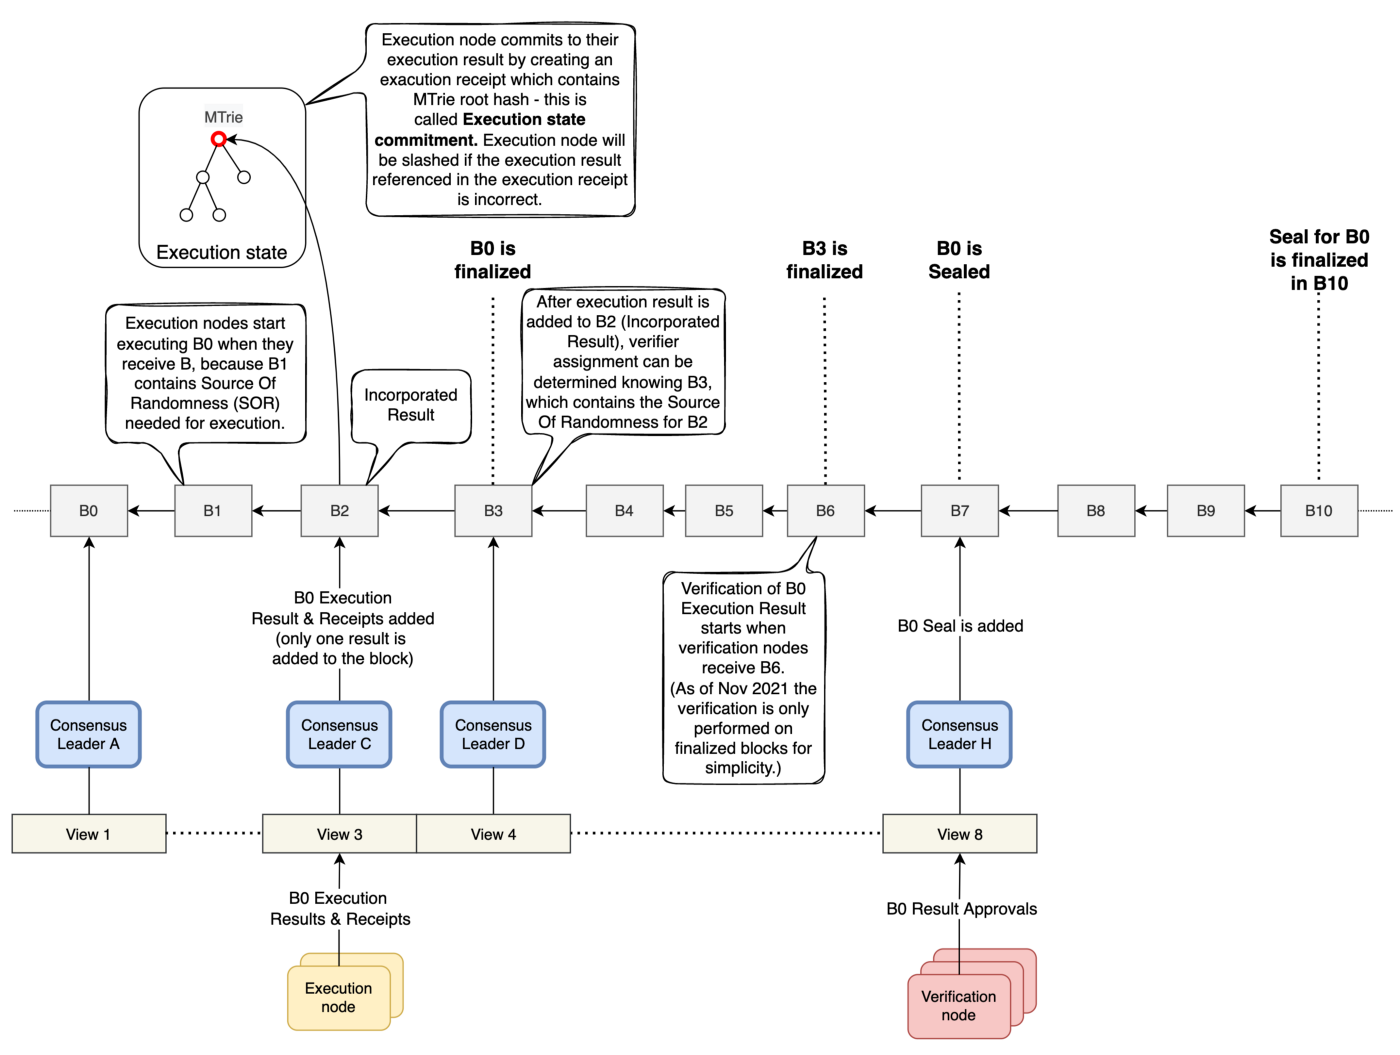 Execution node commits to their
execution result by creating an
exacution receipt which contains
MTrie root hash - this is
called Execution state
commitment. Execution node will
be slashed if the execution result
referenced in the execution receipt
is incorrect.
MTrie
Execution state
B0 is
finalized
B3 is
finalized
B0 is
Sealed
Seal for B0
is finalized
in B10
Execution nodes start
executing B0 when they
receive B, because B1
contains Source Of
Randomness (SOR)
needed for execution.
Incorporated
Result
After execution result is
added to B2 (Incorporated
Result), verifier
assignment can be
determined knowing B3,
which contains the Source
Of Randomness for B2
B0
B1
B2
B3
B4
B5
B6
B7
B8
B9
B10
B0 Execution
Result & Receipts added
(only one result is
added to the block)
Verification of B0
Execution Result
starts when
verification nodes
receive B6.
(As of Nov 2021 the
verification is only
performed on
finalized blocks for
simplicity.)
B0 Seal is added
Consensus
Leader A
Consensus
Leader C
Consensus
Leader D
Consensus
Leader H
View 1
View 3
View 4
View 8
B0 Execution
Results & Receipts
B0 Result Approvals
Execution
node
Verification
node